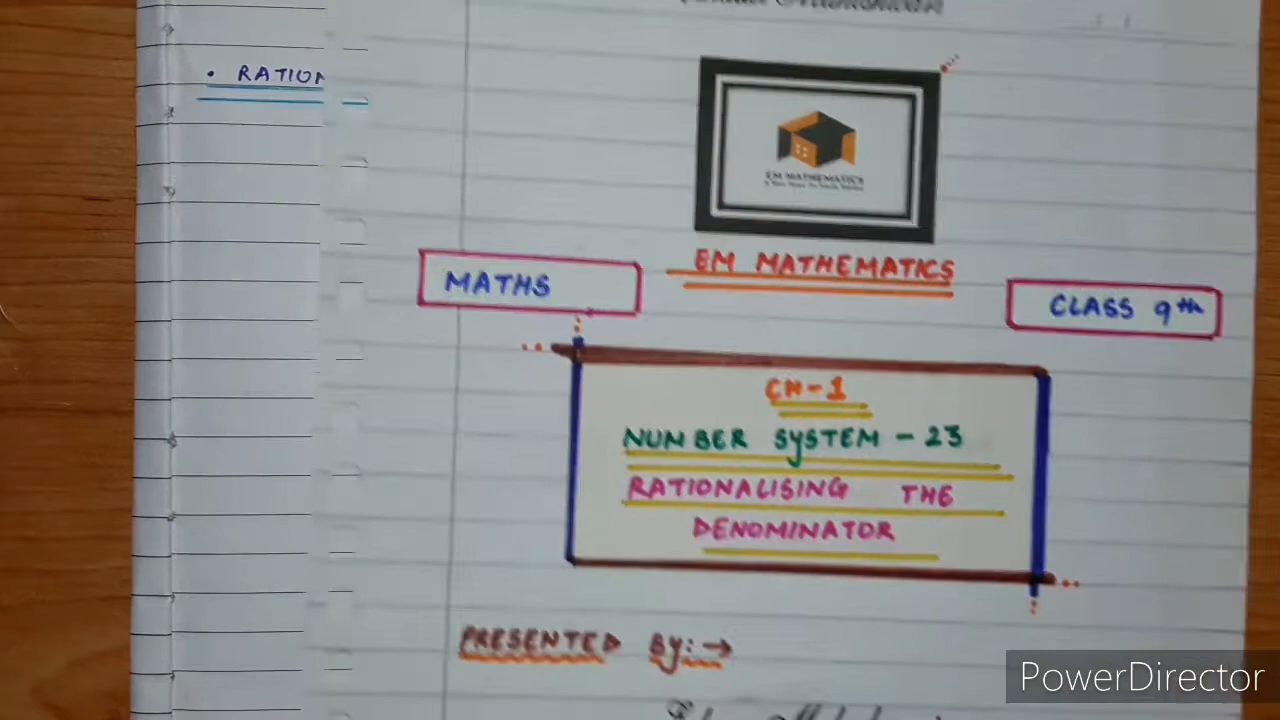 • RATION
EM MATHEMATICS
MATHS
EM MATHEMATICS
CLASS 9th
CH-1
NUMBER SYSTEM - 23
RATIONALISING THE
DENOMINATOR
PRESENTED By: →
PowerDirector